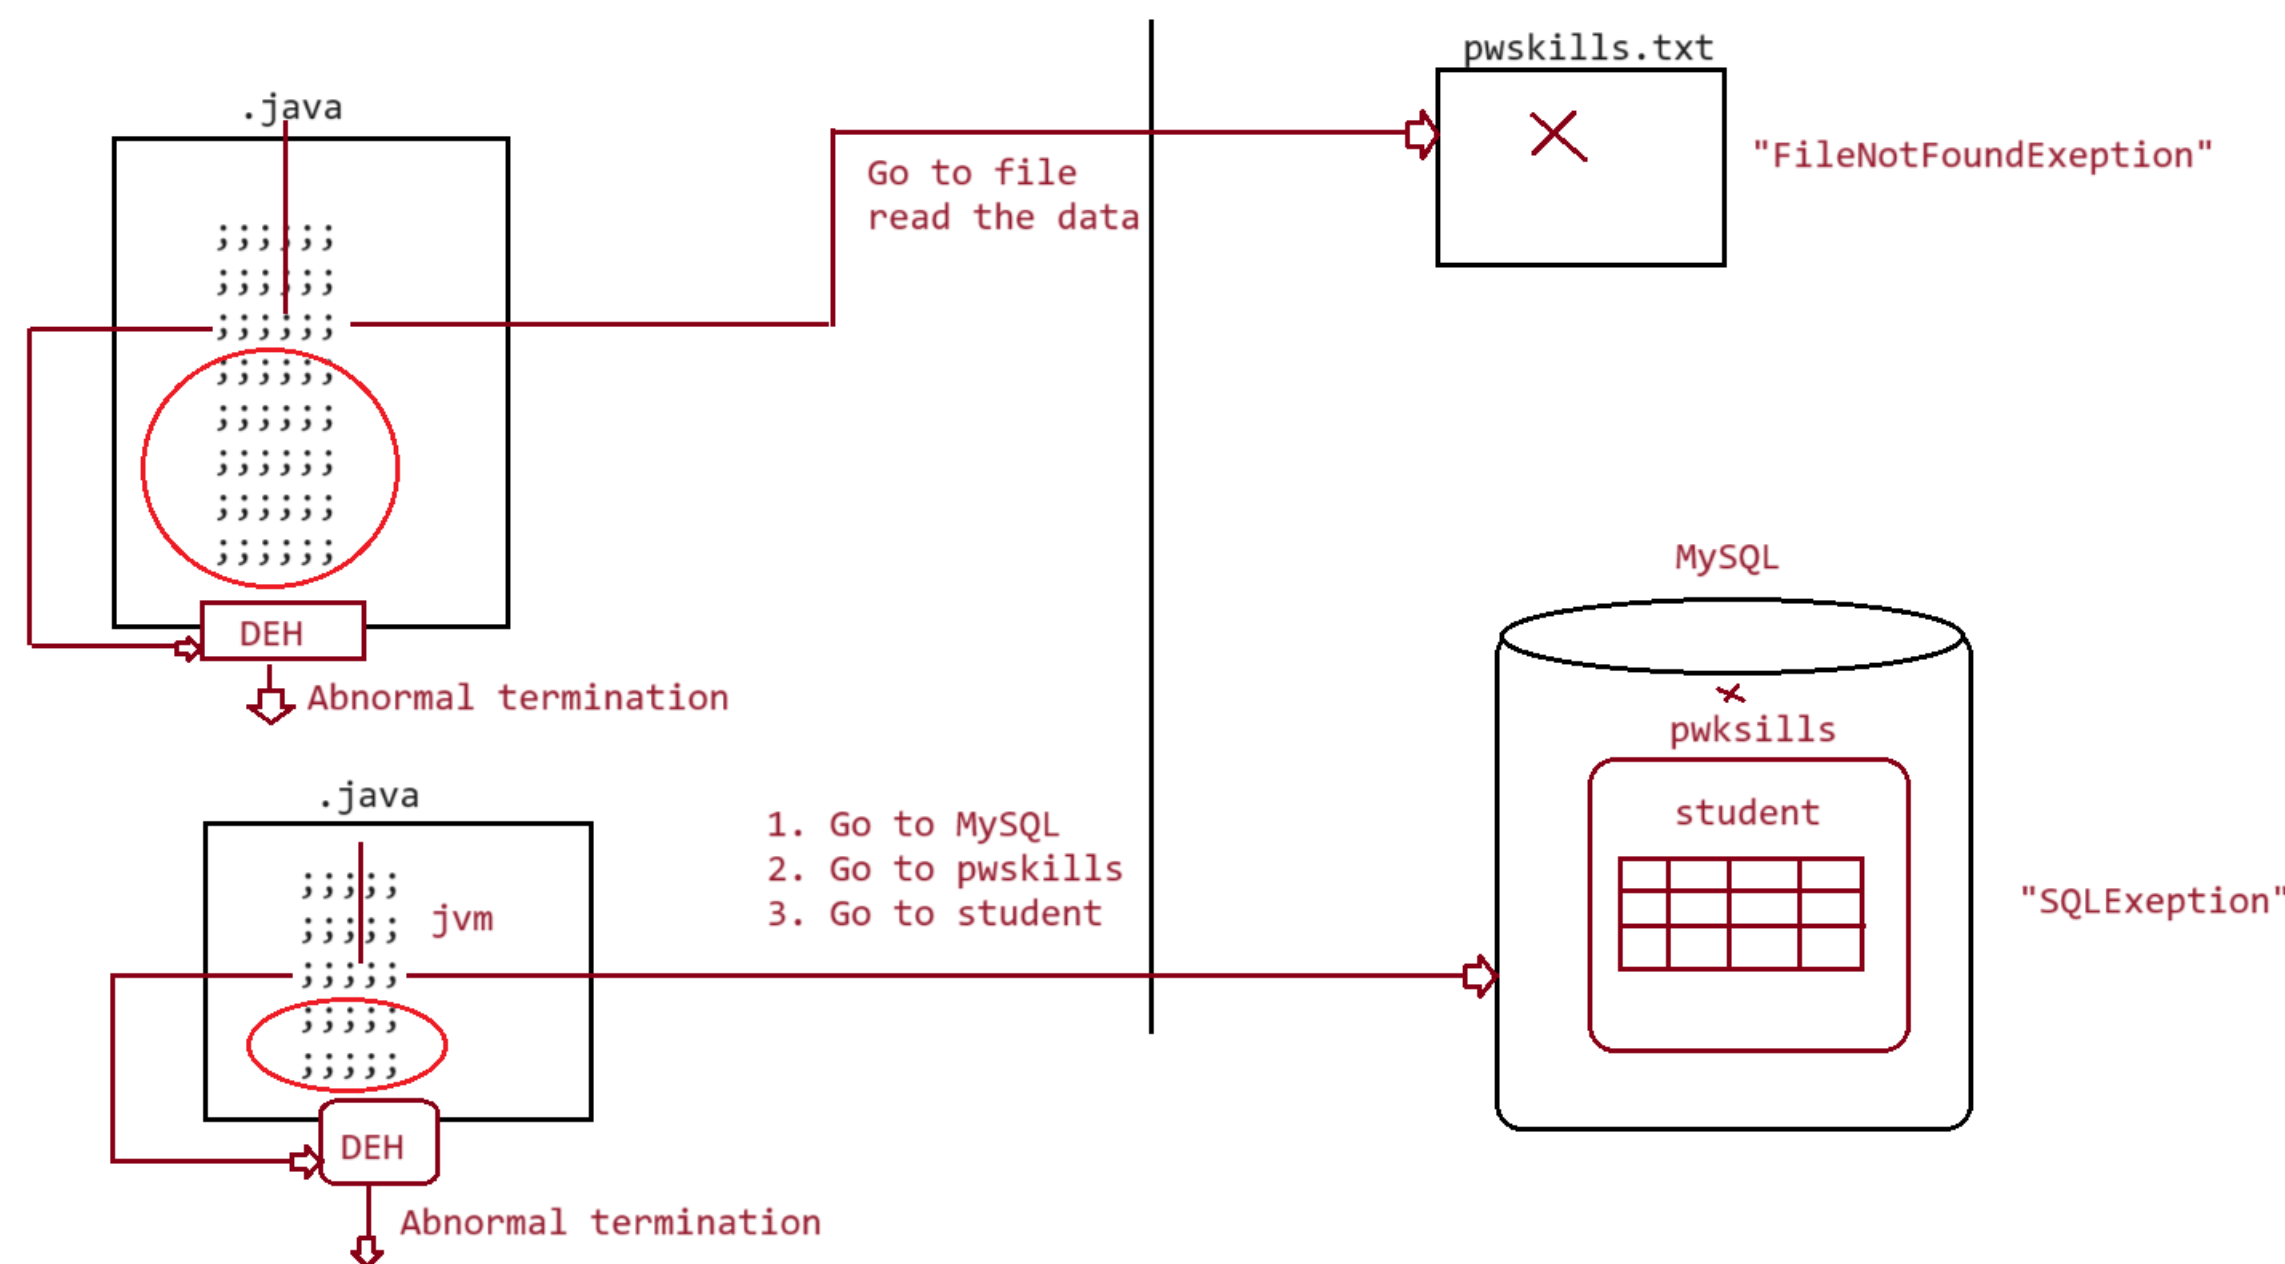 .java
;;;;;;
;;;;;;
;;;;;;
;;;;;;
;;;;;;
;;;;;;
;;;;;;
;;;;;;
DEH
Abnormal termination
Go to file
read the data
pwskills.txt
"FileNotFoundExeption"
.java
;;;;;
;;;;;
;;;;;
;;;;;
;;;;;
jvm
DEH
Abnormal termination
1. Go to MySQL
2. Go to pwskills
3. Go to student
MySQL
pwksills
student
"SQLExeption"